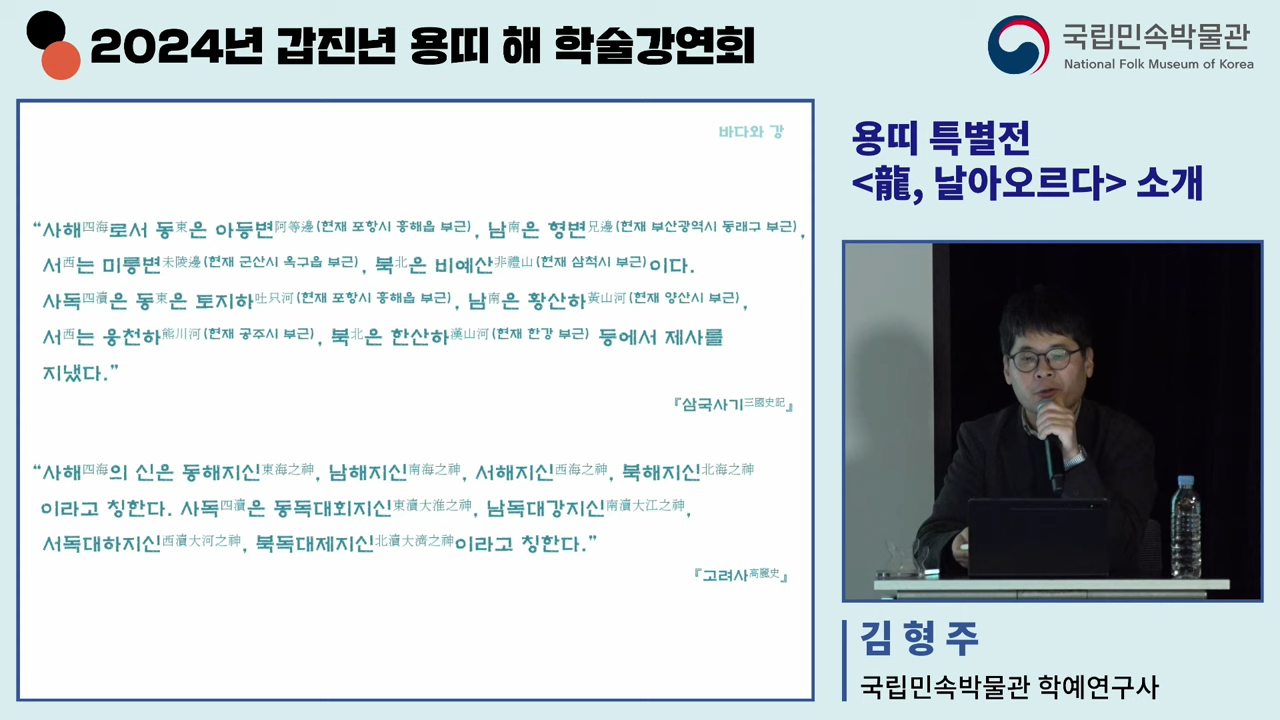 2024년 갑진년 용띠 해 학술강연회
국립민속박물관
National Folk Museum of Korea
바다와 강
“사해四海로서 동東은 아등변阿等邊(현재 포항시 흥해읍 부근), 남南은 형변兄邊(현재 부산광역시 동래구 부근),
서西는 미릉변未陵邊(현재 군산시 옥구읍 부근), 북北은 비예산非禮山(현재 삼척시 부근)이다.
사독四瀆은 동東은 토지하吐只河(현재 포항시 흥해읍 부근), 남南은 황산하黃山河(현재 양산시 부근),
서西는 웅천하熊川河(현재 공주시 부근), 북北은 한산하漢山河(현재 한강 부근) 등에서 제사를
지냈다.”
『삼국사기三國史記』
“사해四海의 신은 동해지신東海之神, 남해지신南海之神, 서해지신西海之神, 북해지신北海之神
이라고 칭한다. 사독四瀆은 동독대회지신東瀆大淮之神, 남독대강지신南瀆大江之神,
서독대하지신西瀆大河之神, 북독대제지신北瀆大濟之神이라고 칭한다.”
『고려사高麗史』
용띠 특별전
<龍, 날아오르다> 소개
김형주
국립민속박물관 학예연구사